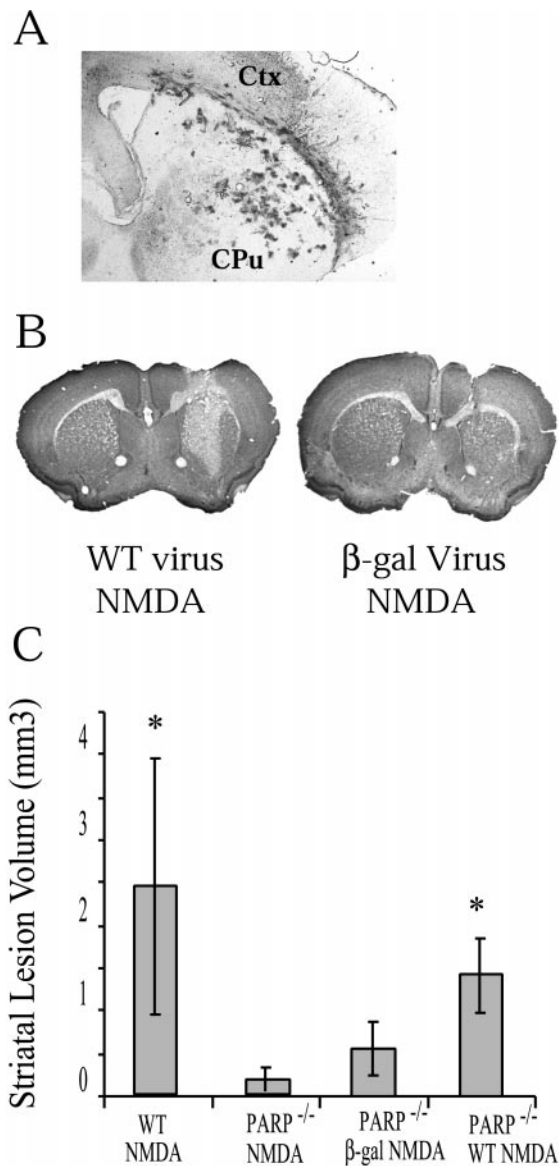 A
Ctx
CPu
B
WT virus
NMDA
β-gal Virus
NMDA
C
Striatal Lesion Volume (mm3)
4
3
2
1
0
*
*
WT
NMDA
PARP -/-
NMDA
PARP -/-
β-gal NMDA
PARP -/-
WT NMDA